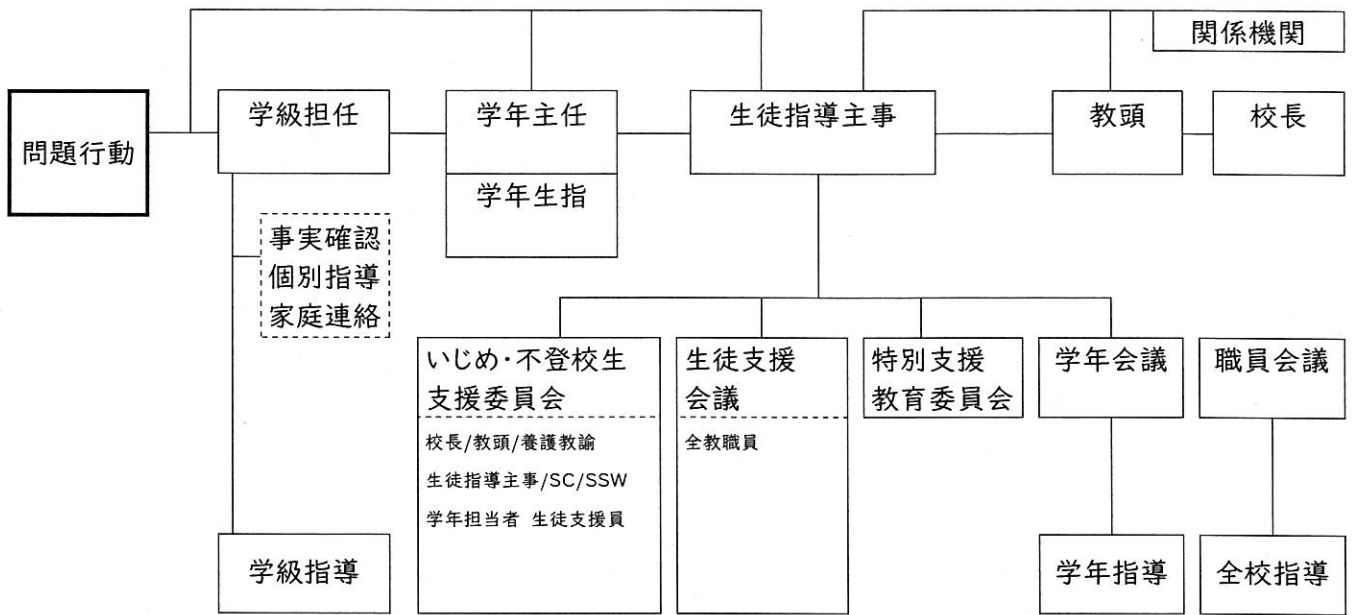 関係機関
問題行動
学級担任
学年主任
生徒指導主事
教頭
校長
学年生指
事実確認
個別指導
家庭連絡
いじめ・不登校生
支援委員会
校長/教頭/養護教諭
生徒指導主事/SC/SSW
学年担当者 生徒支援員
生徒支援
会議
全教職員
特別支援
教育委員会
学年会議
職員会議
学級指導
学年指導
全校指導